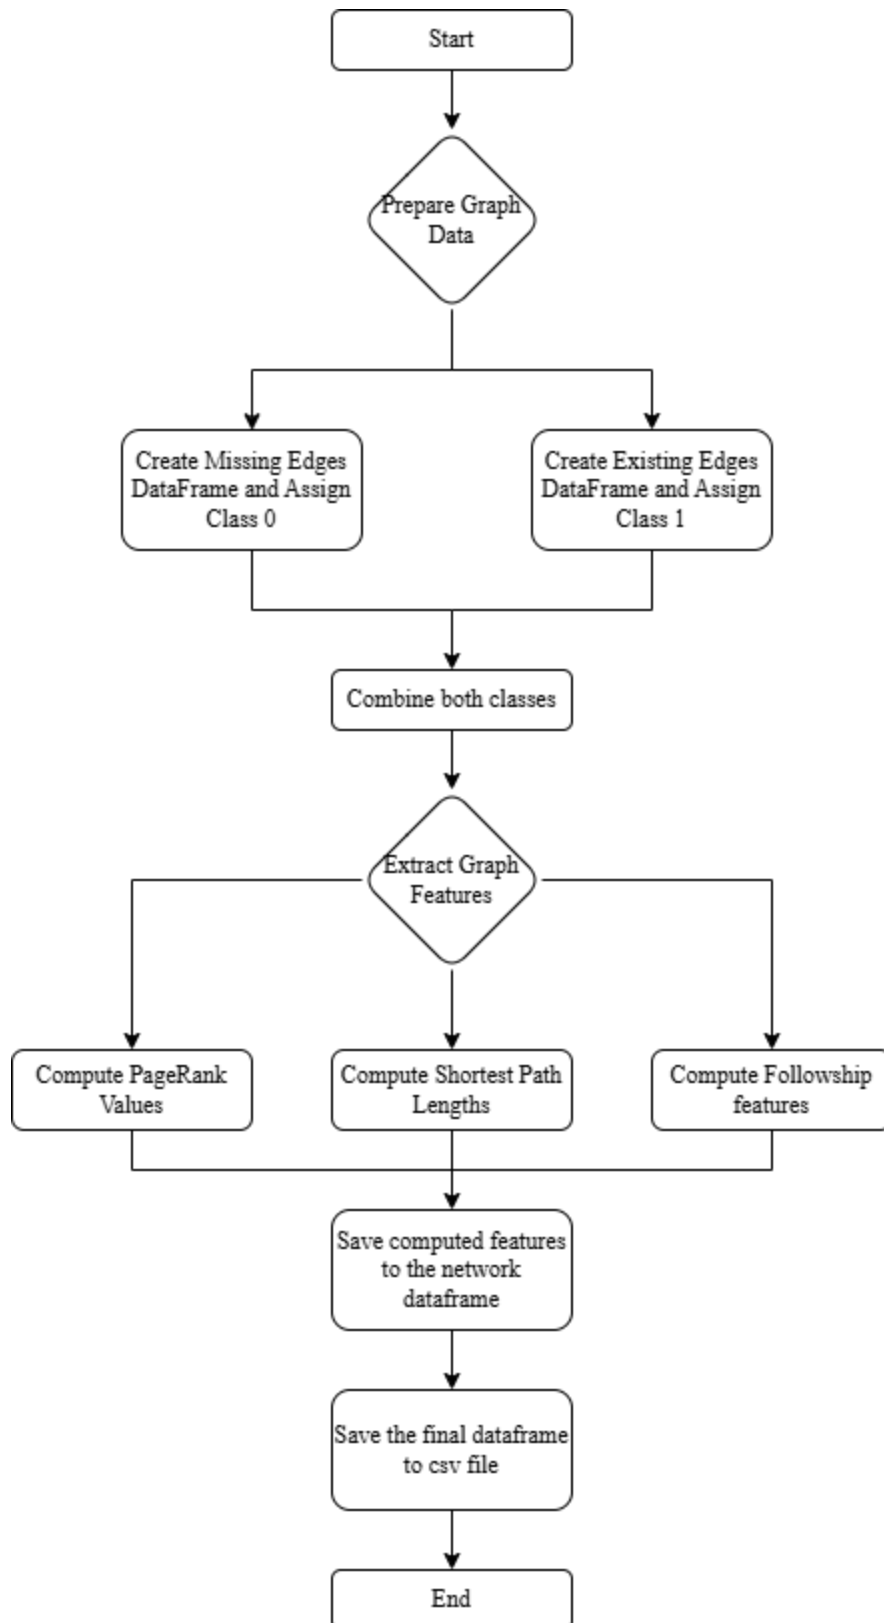 Start
Prepare Graph
Data
Create Missing Edges
DataFrame and Assign
Class 0
Create Existing Edges
DataFrame and Assign
Class 1
Combine both classes
Extract Graph
Features
Compute PageRank
Values
Compute Shortest Path
Lengths
Compute Followship
features
Save computed features
to the network
dataframe
Save the final dataframe
to csv file
End